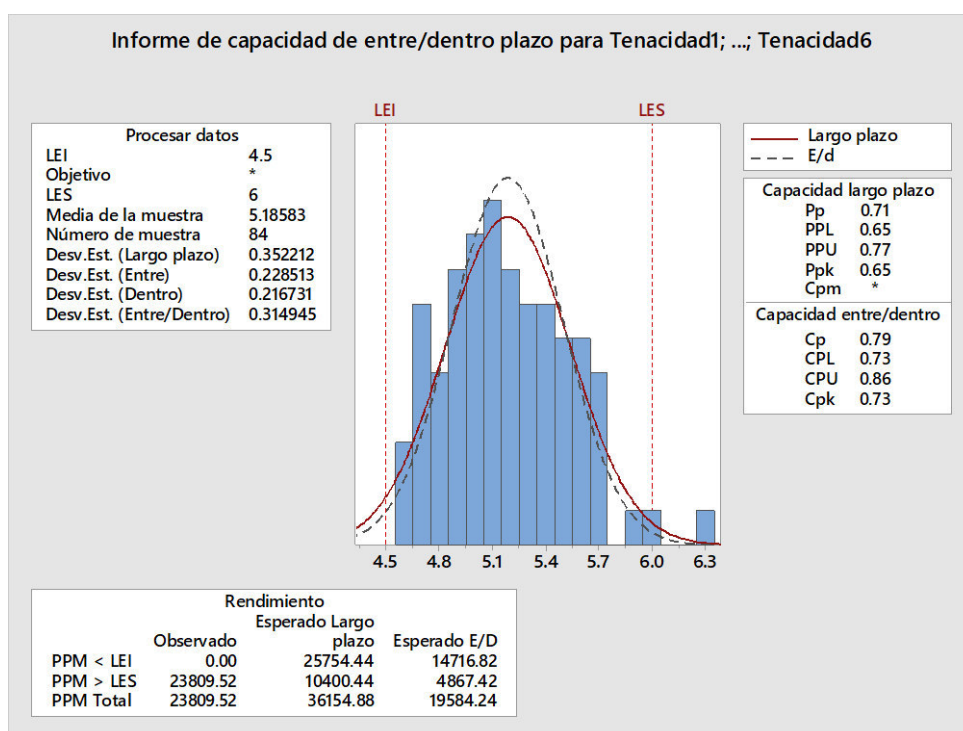 Informe de capacidad de entre/dentro plazo para Tenacidad1; ...; Tenacidad6
LEI
LES
Procesar datos
LEI 4.5
Objetivo *
LES 6
Media de la muestra 5.18583
Número de muestra 84
Desv.Est. (Largo plazo) 0.352212
Desv.Est. (Entre) 0.228513
Desv.Est. (Dentro) 0.216731
Desv.Est. (Entre/Dentro) 0.314945
Largo plazo
E/d
Capacidad largo plazo
Pp 0.71
PPL 0.65
PPU 0.77
Ppk 0.65
Cpm *
Capacidad entre/dentro
Cp 0.79
CPL 0.73
CPU 0.86
Cpk 0.73
4.5 4.8 5.1 5.4 5.7 6.0 6.3
Rendimiento
Esperado Largo
Observado plazo Esperado E/D
PPM < LEI 0.00 25754.44 14716.82
PPM > LES 23809.52 10400.44 4867.42
PPM Total 23809.52 36154.88 19584.24